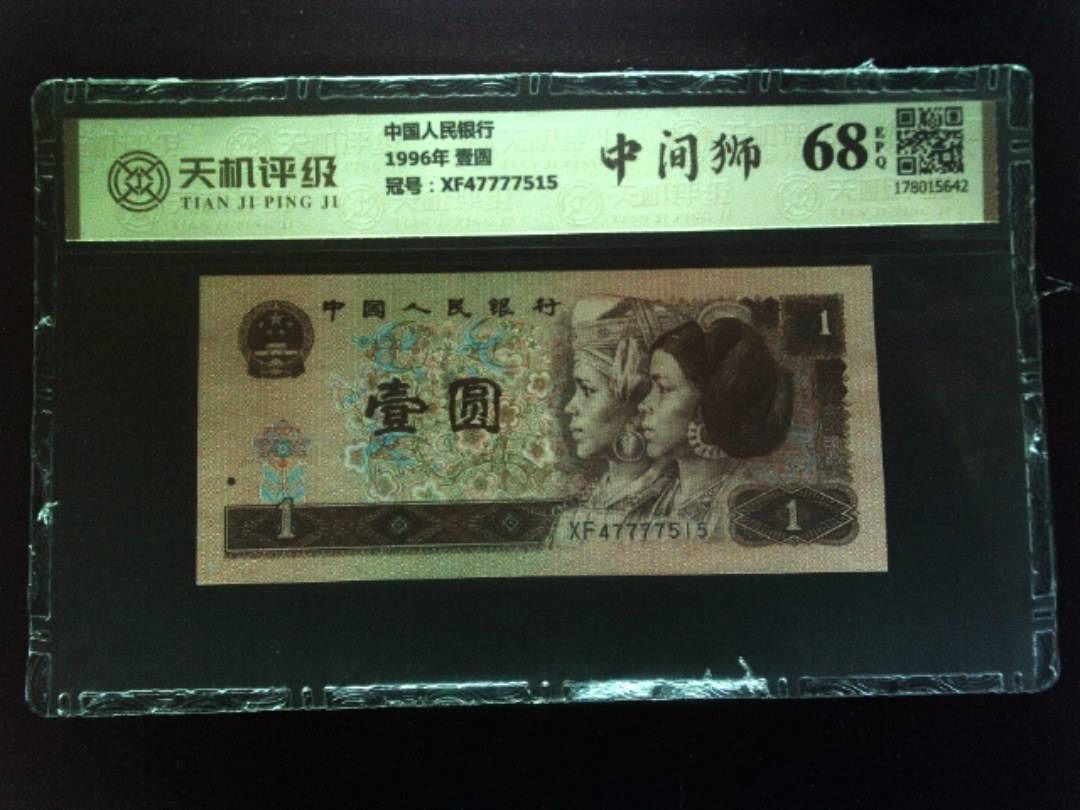 天机评级
TIAN JI PING JI
中国人民银行
1996年 壹圆
冠号：XF47777515
中间狮
68
EPQ
178015642
中国人民银行
1
壹圆
1
XF47777515
1